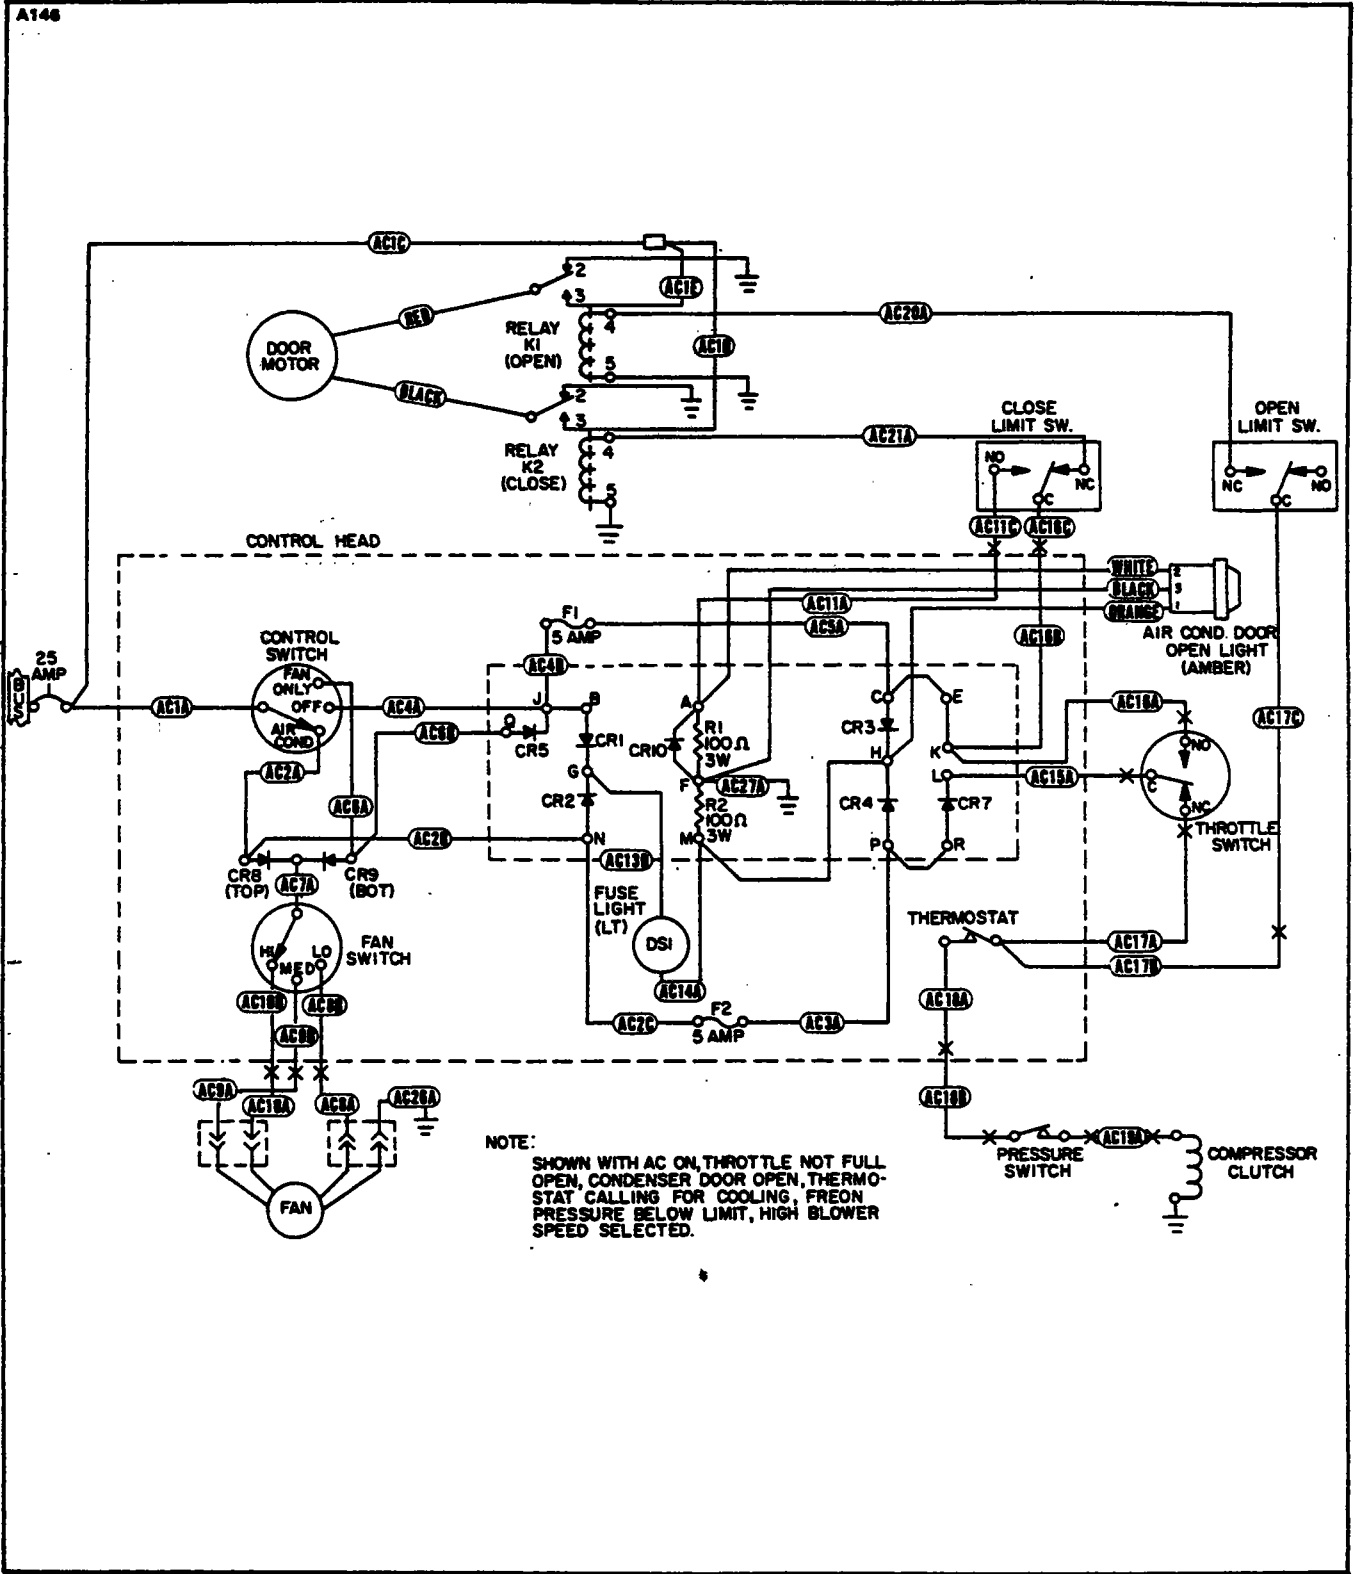 A146
AC1C
2
AC1E
3
RED
AC20A
RELAY
K1
(OPEN)
4
AC1D
DOOR
MOTOR
5
BLACK
2
3
CLOSE
LIMIT SW.
OPEN
LIMIT SW.
AC21A
RELAY
K2
(CLOSE)
4
5
NO
NC
C
NC
NO
C
AC11C
AC16C
CONTROL HEAD
WHITE
2
BLACK
3
ORANGE
1
AC11A
F1
5 AMP
AC5A
AC16B
AIR COND. DOOR
OPEN LIGHT
(AMBER)
CONTROL
SWITCH
25
AMP
BUS
FAN
ONLY
OFF
AIR
COND
AC1A
AC4A
AC4B
J
B
A
C
E
AC16A
AC17C
AC6B
Q
CR5
CR1
CR10
R1
100Ω
3W
CR3
H
K
NO
AC2A
G
F
AC27A
L
AC15A
C
AC6A
CR2
R2
100Ω
3W
CR4
CR7
NC
THROTTLE
SWITCH
AC2B
N
M
P
R
CR8
(TOP)
CR9
(BOT)
AC7A
AC13B
FUSE
LIGHT
(LT)
DS1
HI
LO
MED
FAN
SWITCH
THERMOSTAT
AC17A
AC17B
AC10B
AC8B
AC9B
AC14A
AC18A
AC2C
F2
5 AMP
AC3A
AC9A
AC10A
AC8A
AC26A
AC18B
FAN
NOTE:
SHOWN WITH AC ON, THROTTLE NOT FULL
OPEN, CONDENSER DOOR OPEN, THERMO-
STAT CALLING FOR COOLING, FREON
PRESSURE BELOW LIMIT, HIGH BLOWER
SPEED SELECTED.
PRESSURE
SWITCH
AC19A
COMPRESSOR
CLUTCH